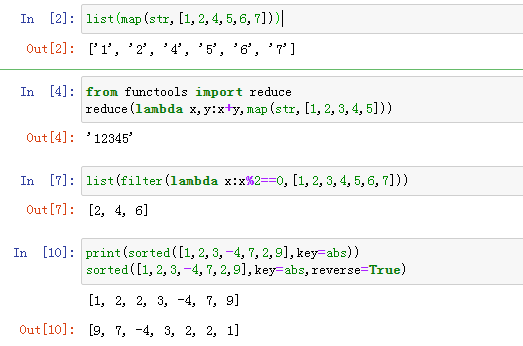 In [2]: list(map(str,[1,2,4,5,6,7]))
Out[2]: ['1', '2', '4', '5', '6', '7']
In [4]: from functools import reduce
reduce(lambda x,y:x+y,map(str,[1,2,3,4,5]))
Out[4]: '12345'
In [7]: list(filter(lambda x:x%2==0,[1,2,3,4,5,6,7]))
Out[7]: [2, 4, 6]
In [10]: print(sorted([1,2,3,-4,7,2,9],key=abs))
sorted([1,2,3,-4,7,2,9],key=abs,reverse=True)
[1, 2, 2, 3, -4, 7, 9]
Out[10]: [9, 7, -4, 3, 2, 2, 1]